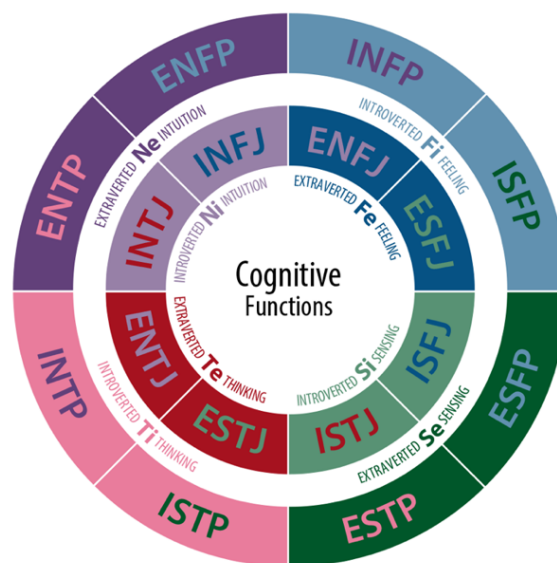 ENFP
INFP
ENTP
ISFP
EXTRAVERTED Ne INTUITION
INTROVERTED Fi FEELING
INFJ
ENFJ
INTJ
ESFJ
INTROVERTED Ni INTUITION
EXTRAVERTED Fe FEELING
Cognitive
Functions
EXTRAVERTED Te THINKING
INTROVERTED Si SENSING
ENTJ
ISFJ
ESTJ
ISTJ
INTROVERTED Ti THINKING
EXTRAVERTED Se SENSING
INTP
ESFP
ISTP
ESTP